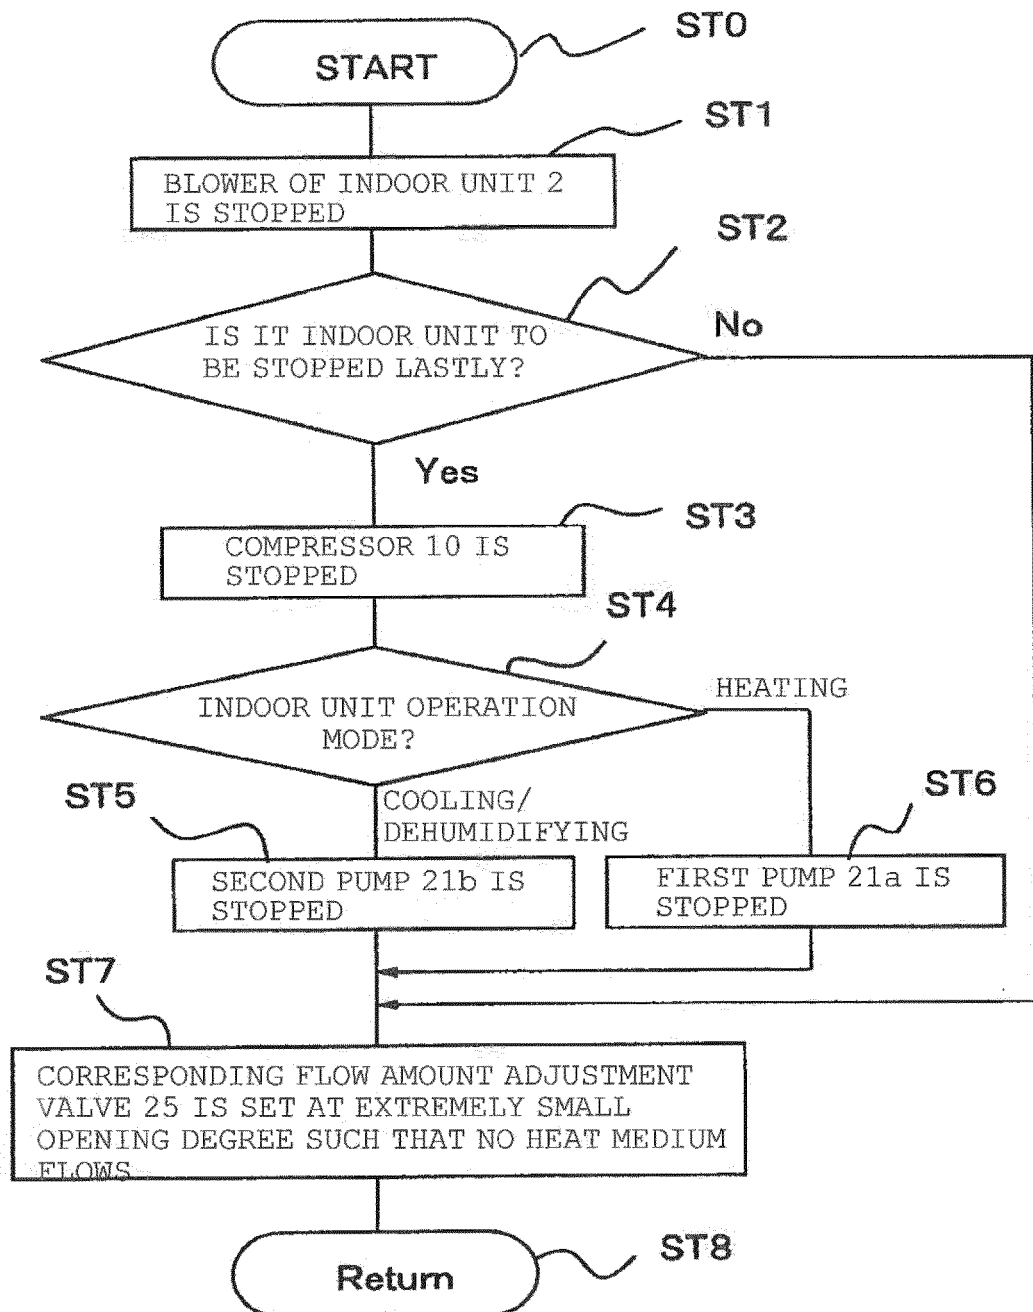 START
ST0
ST1
BLOWER OF INDOOR UNIT 2
IS STOPPED
ST2
IS IT INDOOR UNIT TO
BE STOPPED LASTLY?
No
Yes
ST3
COMPRESSOR 10 IS
STOPPED
ST4
INDOOR UNIT OPERATION
MODE?
HEATING
ST5
COOLING/
DEHUMIDIFYING
ST6
SECOND PUMP 21b IS
STOPPED
FIRST PUMP 21a IS
STOPPED
ST7
CORRESPONDING FLOW AMOUNT ADJUSTMENT
VALVE 25 IS SET AT EXTREMELY SMALL
OPENING DEGREE SUCH THAT NO HEAT MEDIUM
FLOWS
Return
ST8